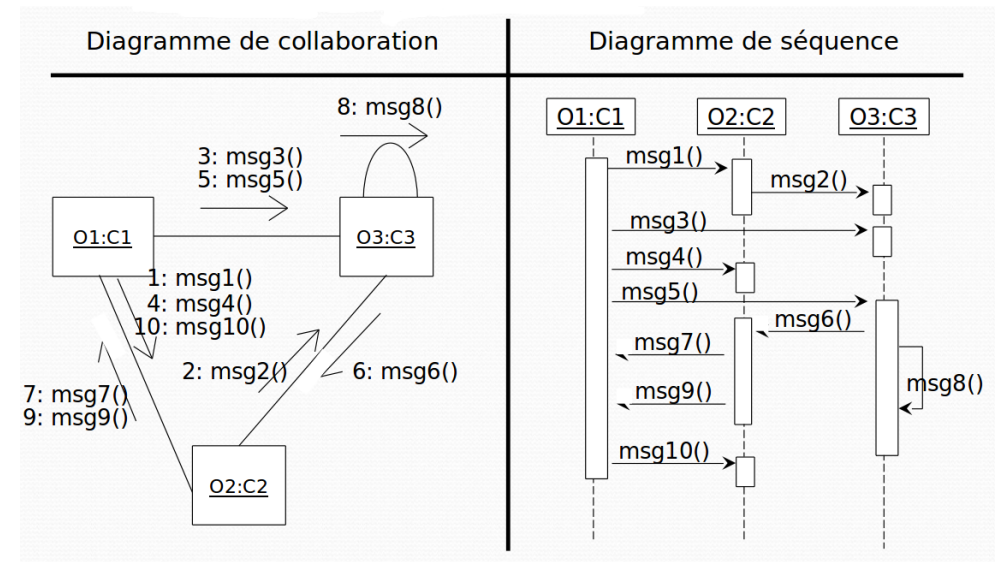 Diagramme de collaboration
8: msg8()
3: msg3()
5: msg5()
O1:C1
O3:C3
1: msg1()
4: msg4()
10: msg10()
2: msg2()
6: msg6()
7: msg7()
9: msg9()
O2:C2
Diagramme de séquence
O1:C1
O2:C2
O3:C3
msg1()
msg2()
msg3()
msg4()
msg5()
msg6()
msg7()
msg8()
msg9()
msg10()